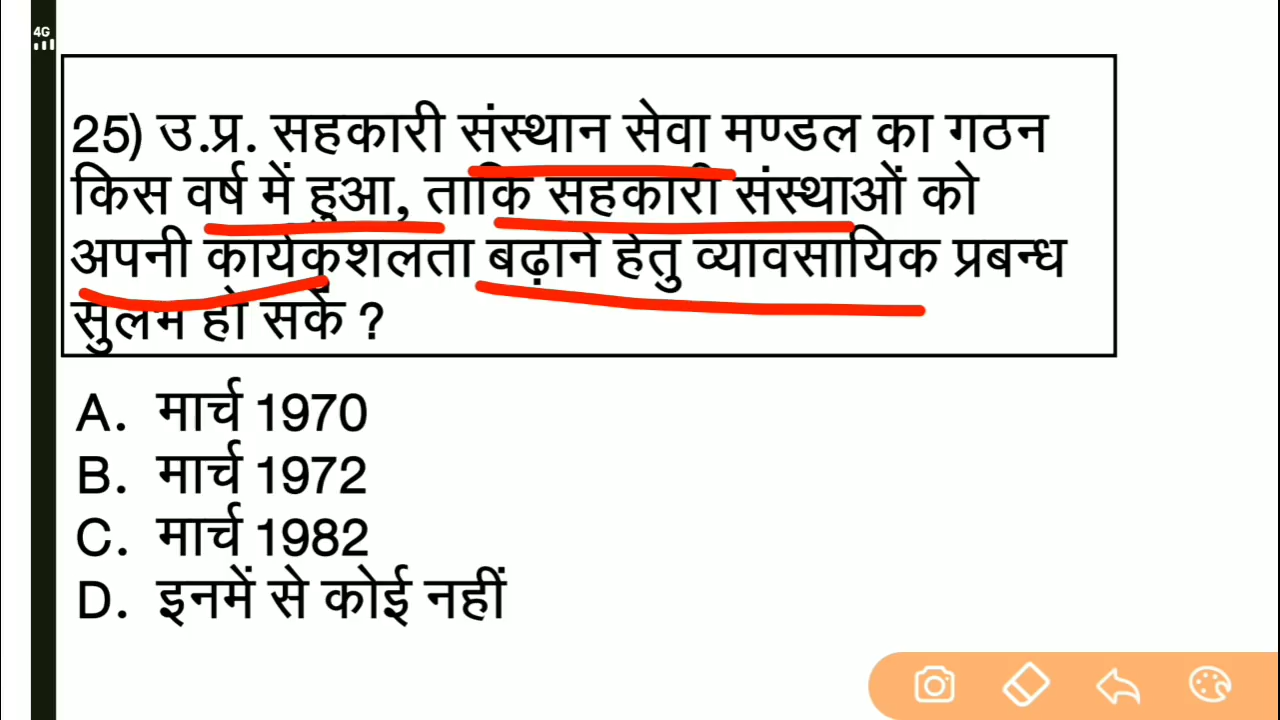 4G
25) उ.प्र. सहकारी संस्थान सेवा मण्डल का गठन
किस वर्ष में हुआ, ताकि सहकारी संस्थाओं को
अपनी कार्यकुशलता बढ़ाने हेतु व्यावसायिक प्रबन्ध
सुलभ हो सके ?
A. मार्च 1970
B. मार्च 1972
C. मार्च 1982
D. इनमें से कोई नहीं